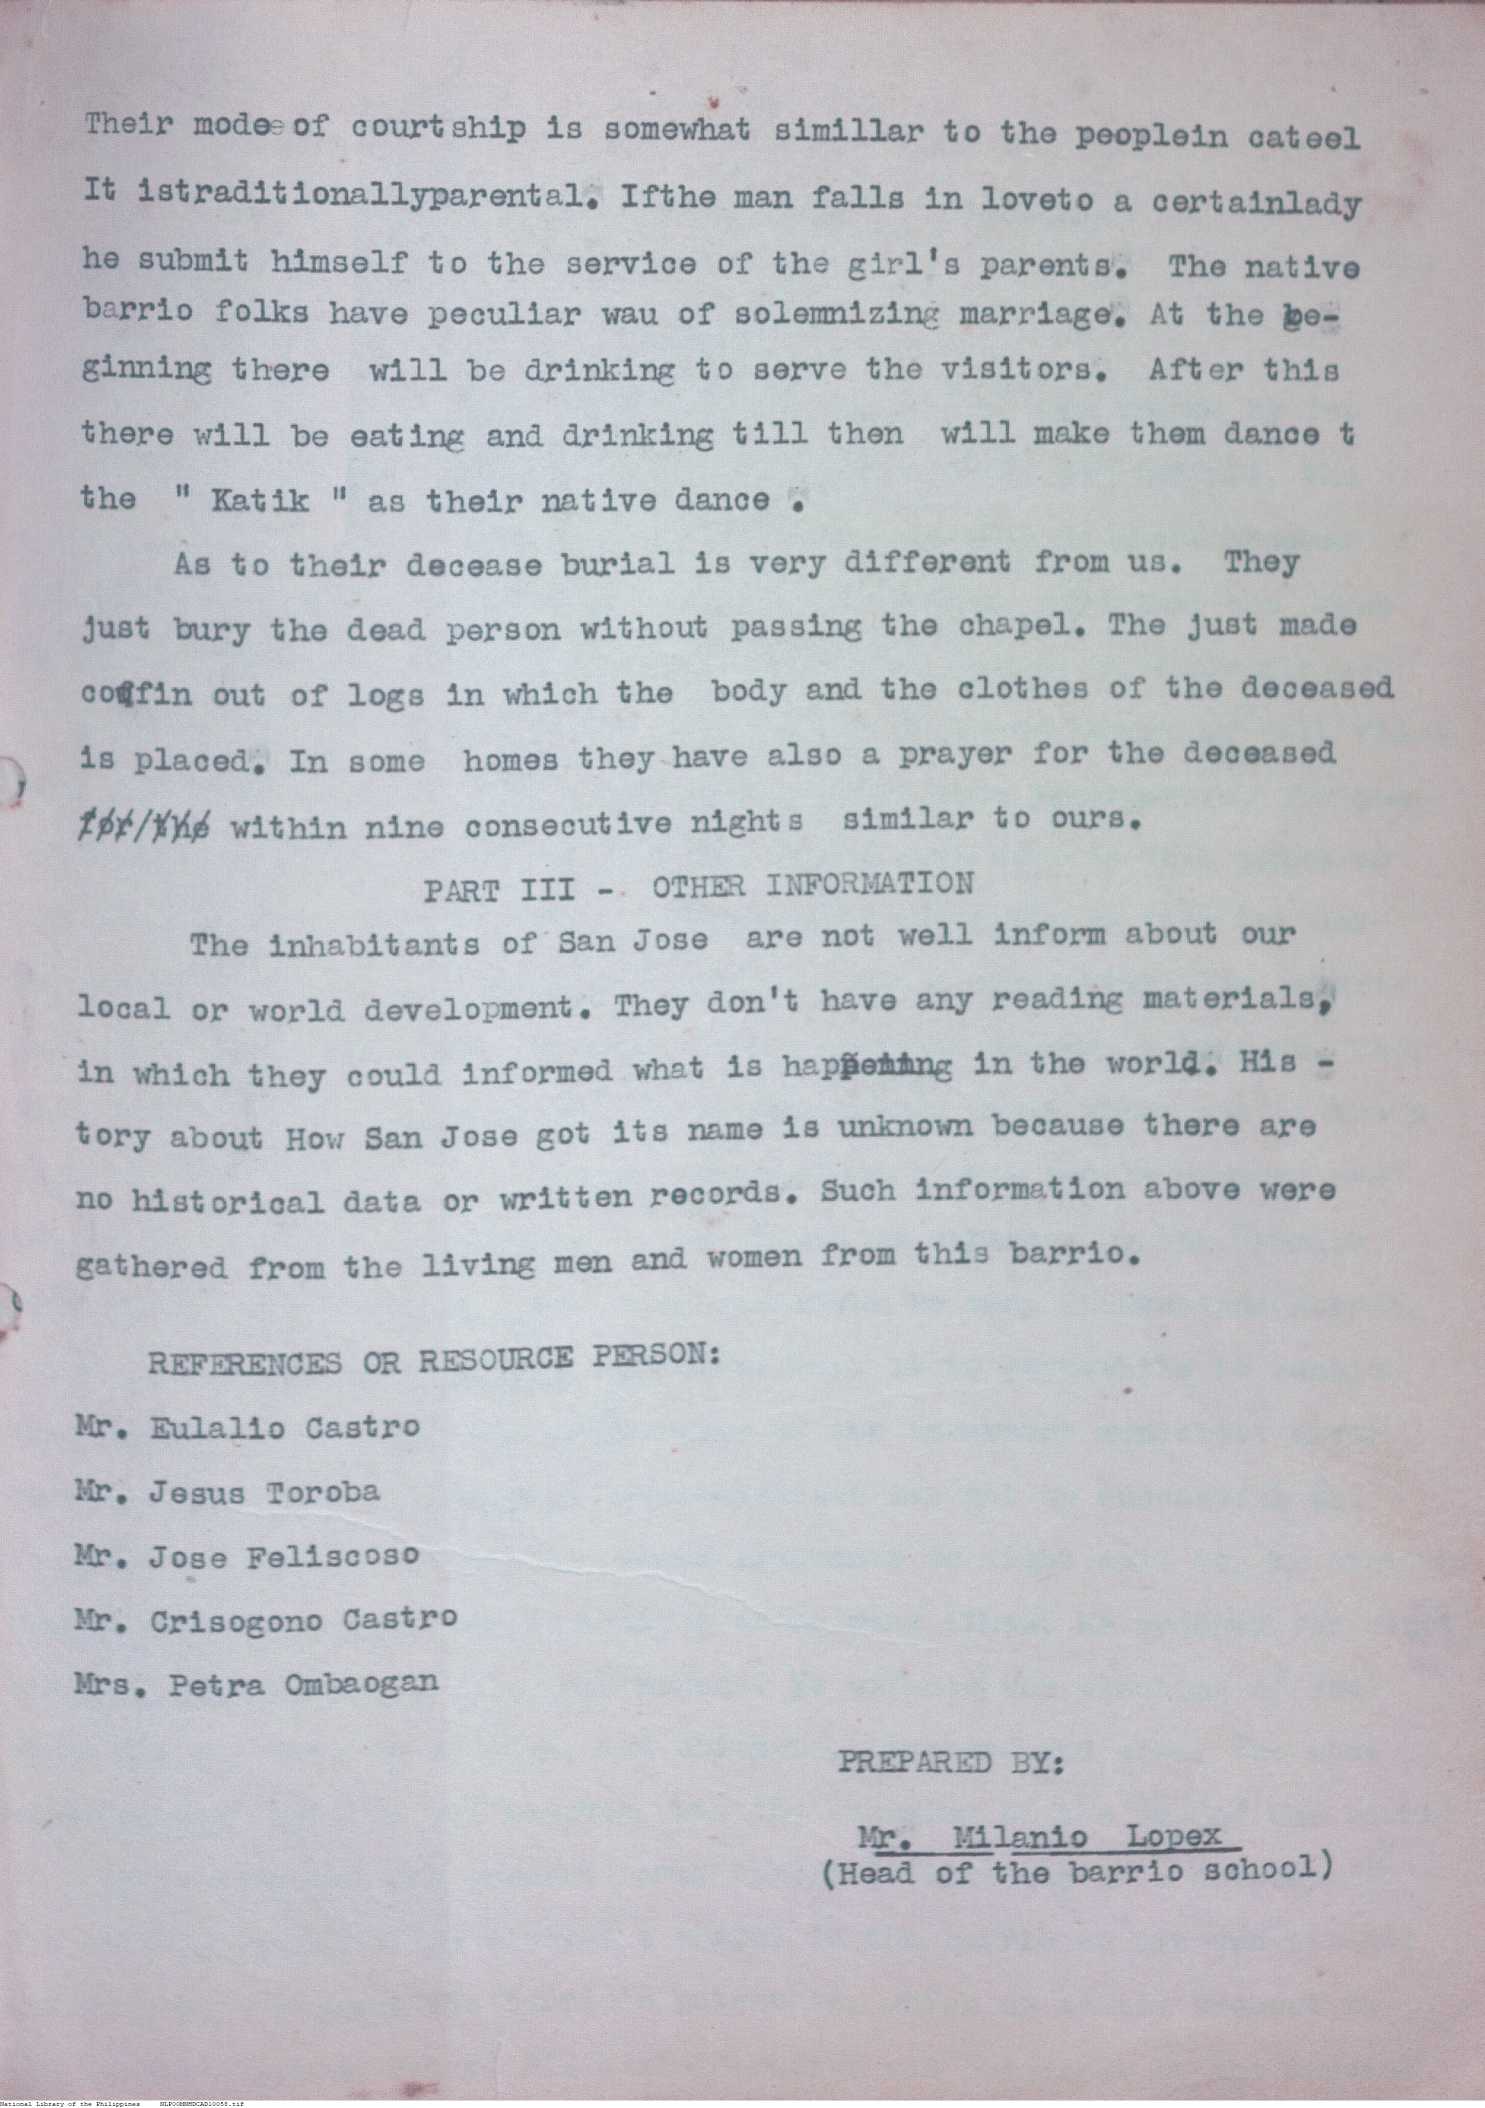 Their mode of courtship is somewhat simillar to the peoplein cateel
It istraditionallyparental. Ifthe man falls in loveto a certainlady
he submit himself to the service of the girl's parents. The native
barrio folks have peculiar wau of solemnizing marriage. At the be-
ginning there will be drinking to serve the visitors. After this
there will be eating and drinking till then will make them dance t
the " Katik " as their native dance .
As to their decease burial is very different from us. They
just bury the dead person without passing the chapel. The just made
coffin out of logs in which the body and the clothes of the deceased
is placed. In some homes they have also a prayer for the deceased
for/the within nine consecutive nights similar to ours.
PART III - OTHER INFORMATION
The inhabitants of San Jose are not well inform about our
local or world development. They don't have any reading materials,
in which they could informed what is happening in the world. His -
tory about How San Jose got its name is unknown because there are
no historical data or written records. Such information above were
gathered from the living men and women from this barrio.
REFERENCES OR RESOURCE PERSON:
Mr. Eulalio Castro
Mr. Jesus Toroba
Mr. Jose Feliscoso
Mr. Crisogono Castro
Mrs. Petra Ombaogan
PREPARED BY:
Mr. Milanio Lopex
(Head of the barrio school)
National Library of the Philippines NLPOOMNMDCAD10058.tif